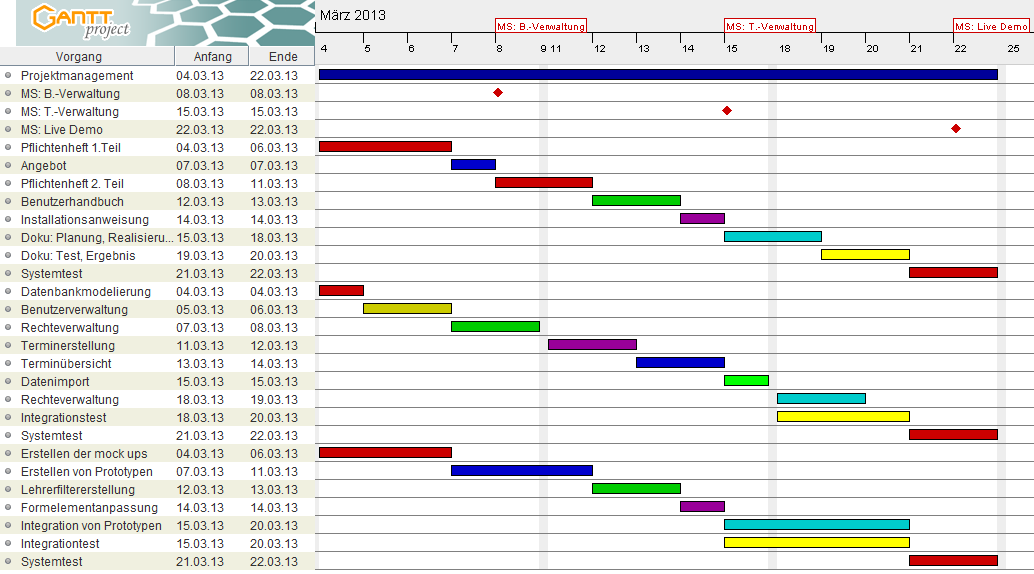 GANTT
project
März 2013
MS: B.-Verwaltung MS: T.-Verwaltung MS: Live Demo
4 5 6 7 8 9 11 12 13 14 15 18 19 20 21 22 25
Vorgang Anfang Ende
Projektmanagement 04.03.13 22.03.13
MS: B.-Verwaltung 08.03.13 08.03.13
MS: T.-Verwaltung 15.03.13 15.03.13
MS: Live Demo 22.03.13 22.03.13
Pflichtenheft 1.Teil 04.03.13 06.03.13
Angebot 07.03.13 07.03.13
Pflichtenheft 2. Teil 08.03.13 11.03.13
Benutzerhandbuch 12.03.13 13.03.13
Installationsanweisung 14.03.13 14.03.13
Doku: Planung, Realisieru... 15.03.13 18.03.13
Doku: Test, Ergebnis 19.03.13 20.03.13
Systemtest 21.03.13 22.03.13
Datenbankmodelierung 04.03.13 04.03.13
Benutzerverwaltung 05.03.13 06.03.13
Rechteverwaltung 07.03.13 08.03.13
Terminerstellung 11.03.13 12.03.13
Terminübersicht 13.03.13 14.03.13
Datenimport 15.03.13 15.03.13
Rechteverwaltung 18.03.13 19.03.13
Integrationstest 18.03.13 20.03.13
Systemtest 21.03.13 22.03.13
Erstellen der mock ups 04.03.13 06.03.13
Erstellen von Prototypen 07.03.13 11.03.13
Lehrerfiltererstellung 12.03.13 13.03.13
Formelementanpassung 14.03.13 14.03.13
Integration von Prototypen 15.03.13 20.03.13
Integrationtest 15.03.13 20.03.13
Systemtest 21.03.13 22.03.13